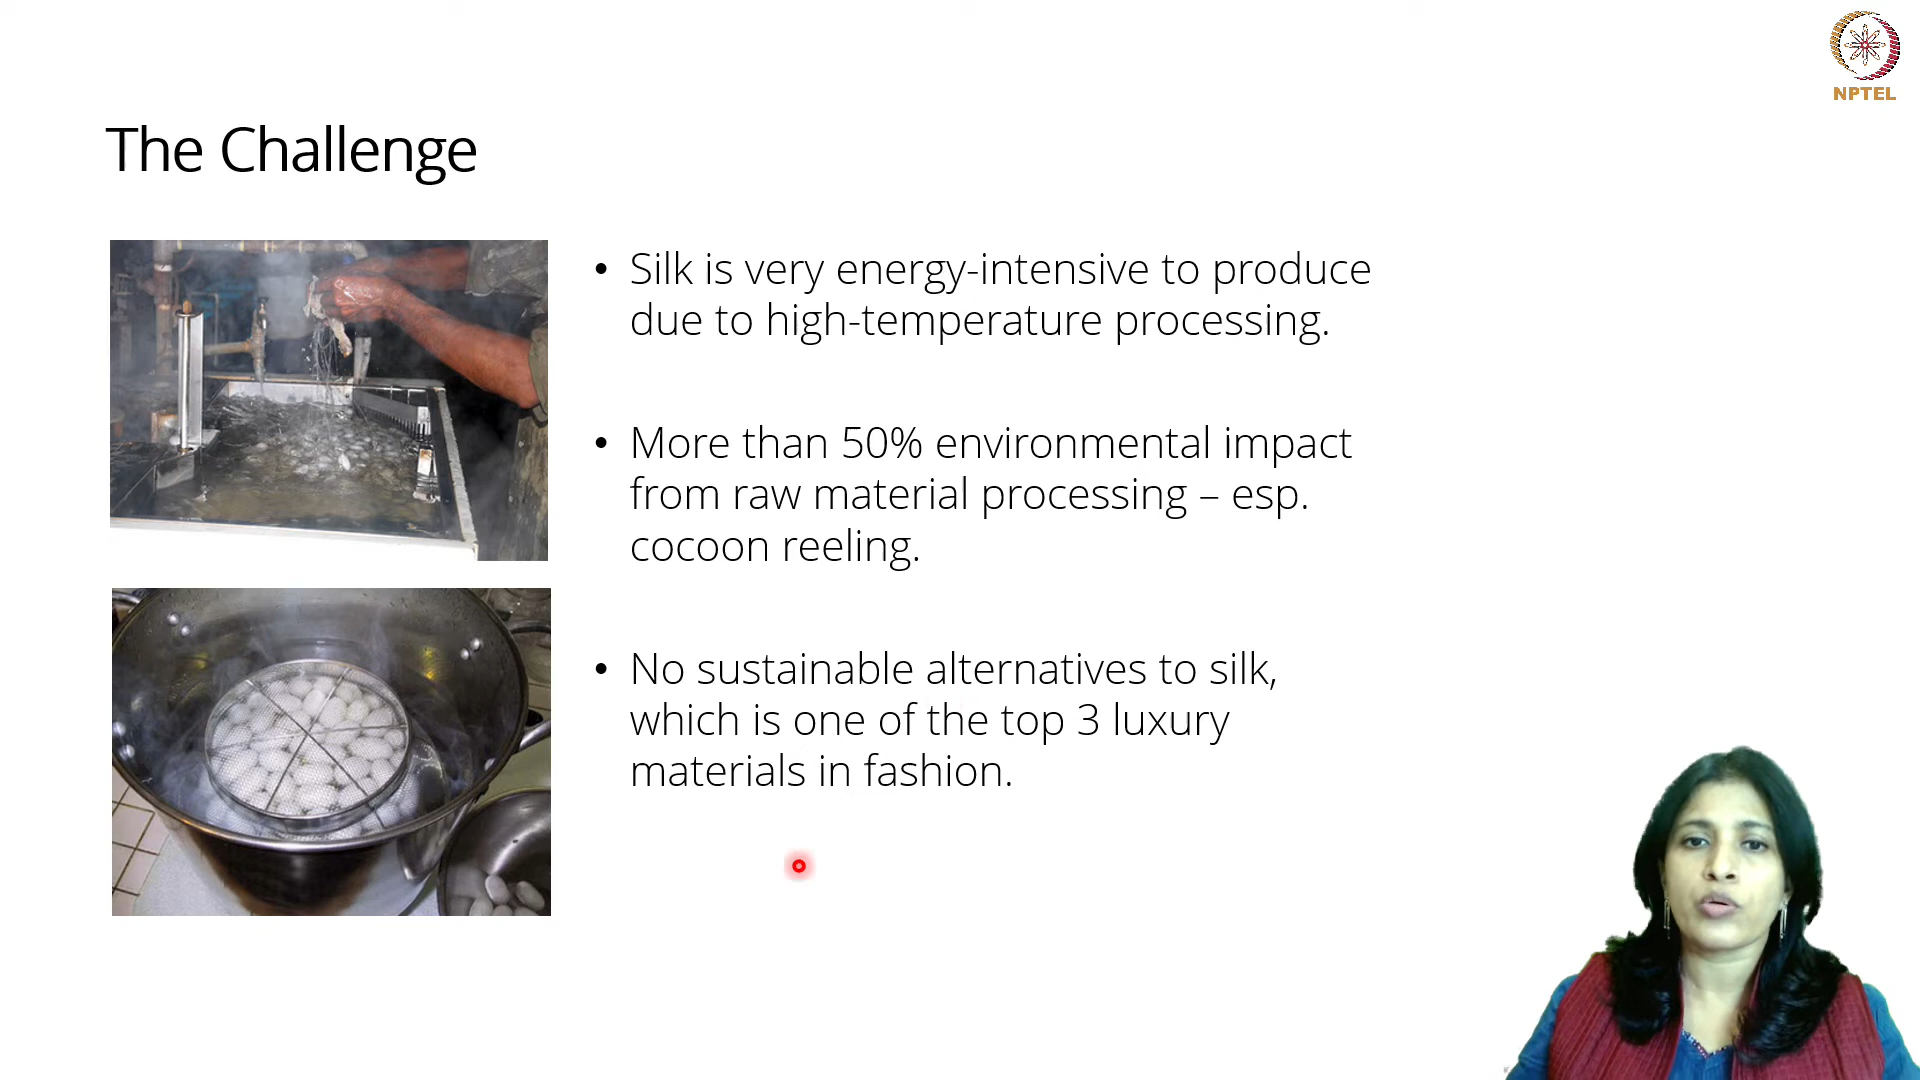 NPTEL
The Challenge
• Silk is very energy-intensive to produce
due to high-temperature processing.
• More than 50% environmental impact
from raw material processing – esp.
cocoon reeling.
• No sustainable alternatives to silk,
which is one of the top 3 luxury
materials in fashion.